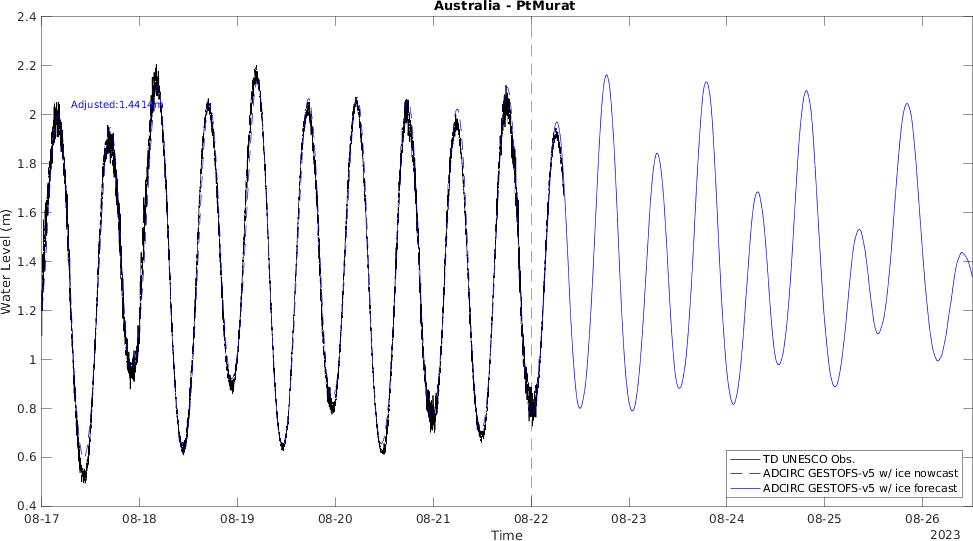 Australia - PtMurat
2.4
2.2
2
1.8
1.6
1.4
1.2
1
0.8
0.6
0.4
Water Level (m)
Adjusted:1.4414m
TD UNESCO Obs.
ADCIRC GESTOFS-v5 w/ ice nowcast
ADCIRC GESTOFS-v5 w/ ice forecast
08-17 08-18 08-19 08-20 08-21 08-22 08-23 08-24 08-25 08-26
Time
2023